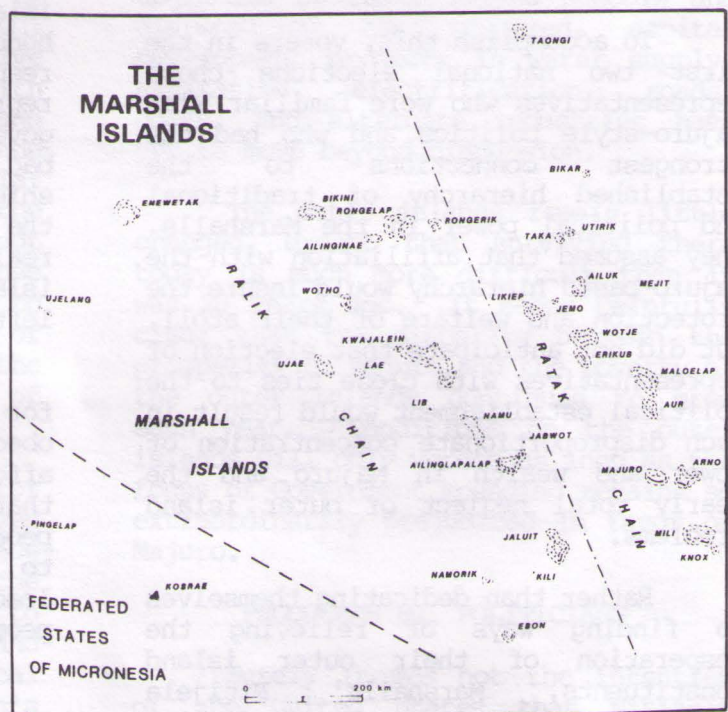 THE
MARSHALL
ISLANDS
TAONGI
BIKAR
ENEWETAK
BIKINI
RONGELAP
RONGERIK
AILINGINAE
TAKA
UTIRIK
UJELANG
WOTHO
RALIK
LIKIEP
JEMO
AILUK
MEJIT
KWAJALEIN
UJAE
LAE
RATAK
WOTJE
ERIKUB
MALOELAP
AUR
LIB
NAMU
JABWOT
MARSHALL
ISLANDS
CHAIN
AILINGLAPALAP
MAJURO
ARNO
CHAIN
PINGELAP
JALUIT
MILI
KNOX
NAMORIK
KILI
KOBRAE
EBON
FEDERATED
STATES
OF MICRONESIA
0 200 km